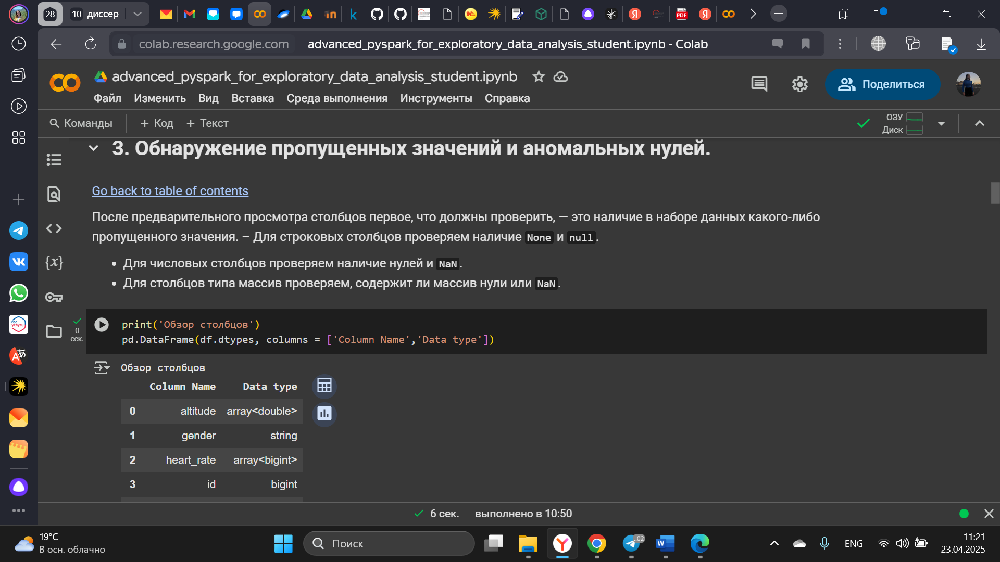 28
10 диссер
colab.research.google.com
advanced_pyspark_for_exploratory_data_analysis_student.ipynb - Colab
advanced_pyspark_for_exploratory_data_analysis_student.ipynb
Файл Изменить Вид Вставка Среда выполнения Инструменты Справка
Поделиться
Команды + Код + Текст
ОЗУ
Диск
3. Обнаружение пропущенных значений и аномальных нулей.
Go back to table of contents
После предварительного просмотра столбцов первое, что должны проверить, — это наличие в наборе данных какого-либо
пропущенного значения. – Для строковых столбцов проверяем наличие None и null.
• Для числовых столбцов проверяем наличие нулей и NaN.
• Для столбцов типа массив проверяем, содержит ли массив нули или NaN.
0
сек.
print('Обзор столбцов')
pd.DataFrame(df.dtypes, columns = ['Column Name','Data type'])
Обзор столбцов
Column Name Data type
0 altitude array<double>
1 gender string
2 heart_rate array<bigint>
3 id bigint
6 сек. выполнено в 10:50
19°C
В осн. облачно
Поиск
ENG
11:21
23.04.2025